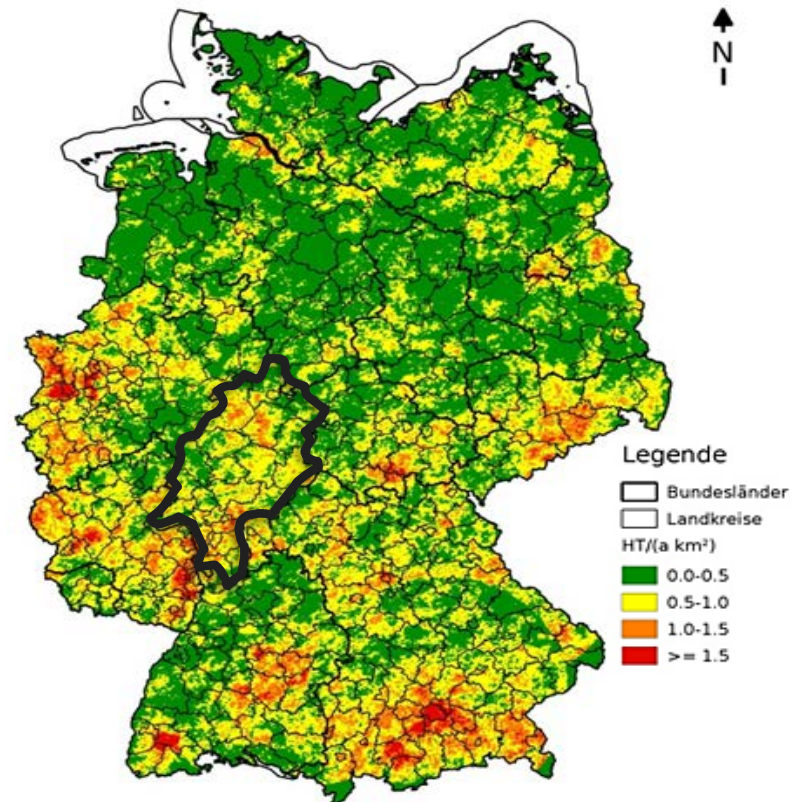 N
Legende
Bundesländer
Landkreise
HT/(a km²)
0.0-0.5
0.5-1.0
1.0-1.5
>= 1.5